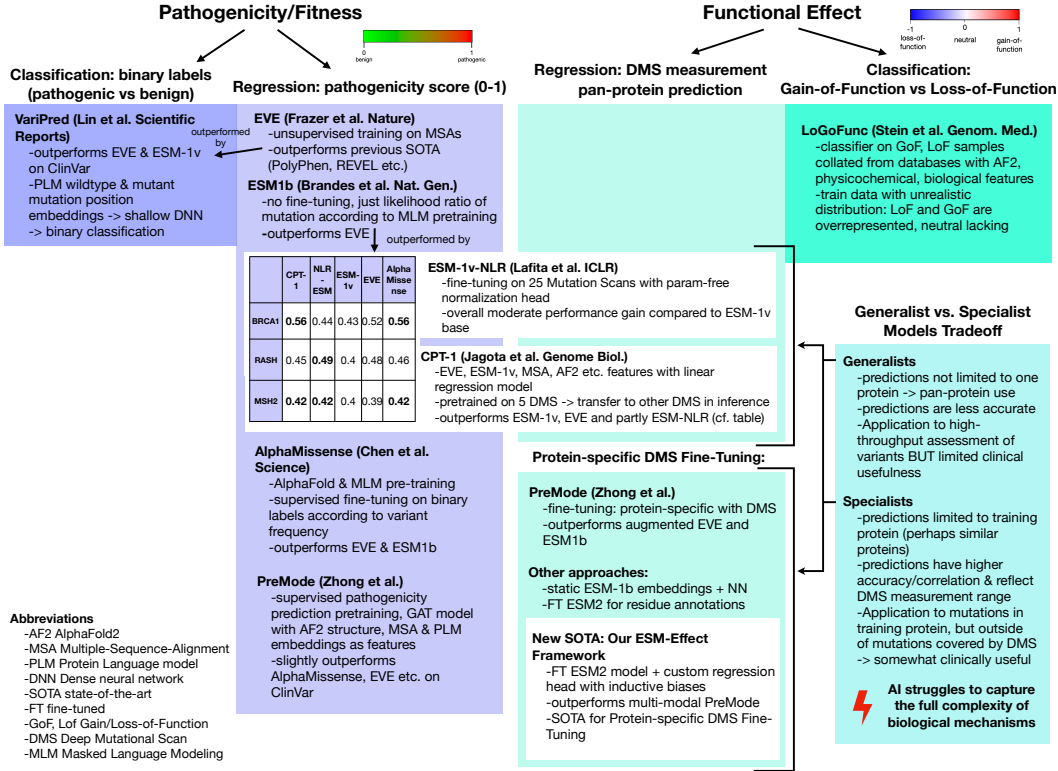 Pathogenicity/Fitness
0
benign
1
pathogenic
Classification: binary labels
(pathogenic vs benign)
Regression: pathogenicity score (0-1)
VariPred (Lin et al. Scientific
Reports)
-outperforms EVE & ESM-1v
on ClinVar
-PLM wildtype & mutant
mutation position
embeddings -> shallow DNN
-> binary classification
outperformed
by
EVE (Frazer et al. Nature)
-unsupervised training on MSAs
-outperforms previous SOTA
(PolyPhen, REVEL etc.)
ESM1b (Brandes et al. Nat. Gen.)
-no fine-tuning, just likelihood ratio of
mutation according to MLM pretraining
-outperforms EVE
outperformed by
CPT-1 NLR-ESM ESM-1v EVE Alpha Missense
BRCA1 0.56 0.44 0.43 0.52 0.56
RASH 0.45 0.49 0.4 0.48 0.46
MSH2 0.42 0.42 0.4 0.39 0.42
ESM-1v-NLR (Lafita et al. ICLR)
-fine-tuning on 25 Mutation Scans with param-free
normalization head
-overall moderate performance gain compared to ESM-1v
base
CPT-1 (Jagota et al. Genome Biol.)
-EVE, ESM-1v, MSA, AF2 etc. features with linear
regression model
-pretrained on 5 DMS -> transfer to other DMS in inference
-outperforms ESM-1v, EVE and partly ESM-NLR (cf. table)
AlphaMissense (Chen et al.
Science)
-AlphaFold & MLM pre-training
-supervised fine-tuning on binary
labels according to variant
frequency
-outperforms EVE & ESM1b
PreMode (Zhong et al.)
-supervised pathogenicity
prediction pretraining, GAT model
with AF2 structure, MSA & PLM
embeddings as features
-slightly outperforms
AlphaMissense, EVE etc. on
ClinVar
Abbreviations
-AF2 AlphaFold2
-MSA Multiple-Sequence-Alignment
-PLM Protein Language model
-DNN Dense neural network
-SOTA state-of-the-art
-FT fine-tuned
-GoF, Lof Gain/Loss-of-Function
-DMS Deep Mutational Scan
-MLM Masked Language Modeling
Functional Effect
-1
loss-of-
function
0
neutral
1
gain-of-
function
Regression: DMS measurement
pan-protein prediction
Classification:
Gain-of-Function vs Loss-of-Function
LoGoFunc (Stein et al. Genom. Med.)
-classifier on GoF, LoF samples
collated from databases with AF2,
physicochemical, biological features
-train data with unrealistic
distribution: LoF and GoF are
overrepresented, neutral lacking
Protein-specific DMS Fine-Tuning:
PreMode (Zhong et al.)
-fine-tuning: protein-specific with DMS
-outperforms augmented EVE and
ESM1b
Other approaches:
-static ESM-1b embeddings + NN
-FT ESM2 for residue annotations
New SOTA: Our ESM-Effect
Framework
-FT ESM2 model + custom regression
head with inductive biases
-outperforms multi-modal PreMode
-SOTA for Protein-specific DMS Fine-
Tuning
Generalist vs. Specialist
Models Tradeoff
Generalists
-predictions not limited to one
protein -> pan-protein use
-predictions are less accurate
-Application to high-
throughput assessment of
variants BUT limited clinical
usefulness
Specialists
-predictions limited to training
protein (perhaps similar
proteins)
-predictions have higher
accuracy/correlation & reflect
DMS measurement range
-Application to mutations in
training protein, but outside
of mutations covered by DMS
-> somewhat clinically useful
AI struggles to capture
the full complexity of
biological mechanisms